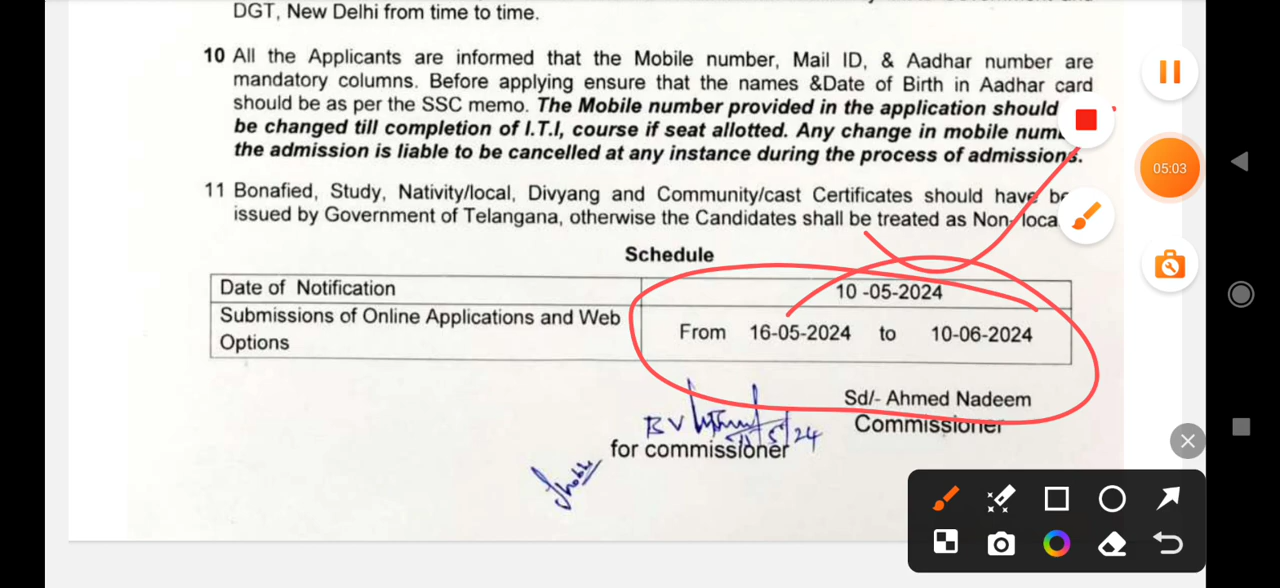 DGT, New Delhi from time to time.
10 All the Applicants are informed that the Mobile number, Mail ID, & Aadhar number are
mandatory columns. Before applying ensure that the names &Date of Birth in Aadhar card
should be as per the SSC memo. The Mobile number provided in the application should
be changed till completion of I.T.I, course if seat allotted. Any change in mobile num
the admission is liable to be cancelled at any instance during the process of admissions.
11 Bonafied, Study, Nativity/local, Divyang and Community/cast Certificates should have be
issued by Government of Telangana, otherwise the Candidates shall be treated as Non-loca
Schedule
Date of Notification 10 -05-2024
Submissions of Online Applications and Web
Options
From 16-05-2024 to 10-06-2024
Sd/- Ahmed Nadeem
Commissioner
for commissioner
05:03